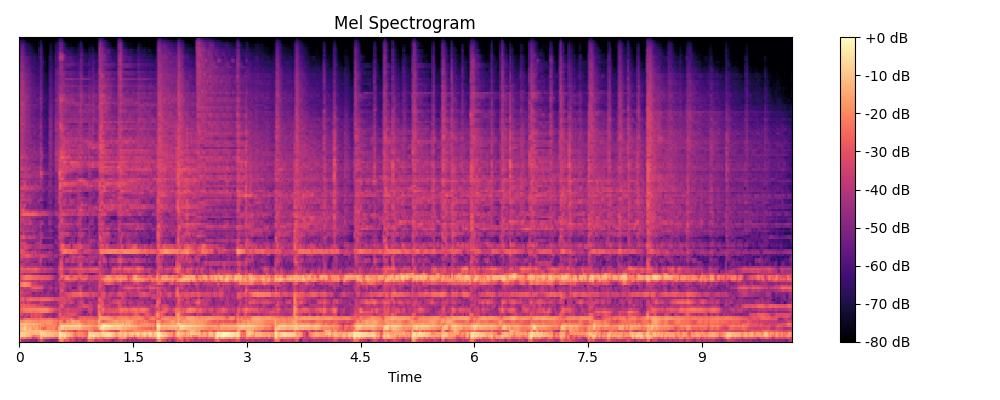 Mel Spectrogram
+0 dB
-10 dB
-20 dB
-30 dB
-40 dB
-50 dB
-60 dB
-70 dB
-80 dB
0 1.5 3 4.5 6 7.5 9
Time